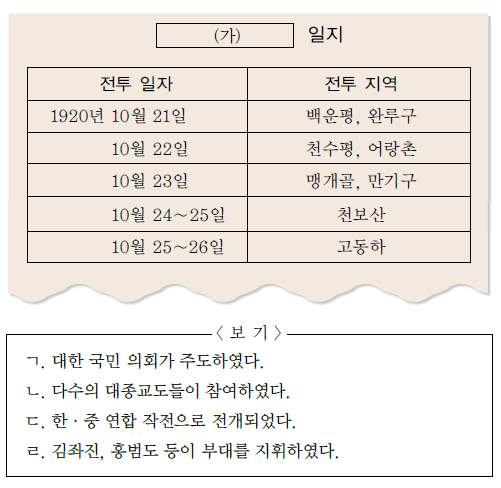 (가) 일지
전투 일자 전투 지역
1920년 10월 21일 백운평, 완루구
10월 22일 천수평, 어랑촌
10월 23일 맹개골, 만기구
10월 24~25일 천보산
10월 25~26일 고동하
< 보 기 >
ㄱ. 대한 국민 의회가 주도하였다.
ㄴ. 다수의 대종교도들이 참여하였다.
ㄷ. 한·중 연합 작전으로 전개되었다.
ㄹ. 김좌진, 홍범도 등이 부대를 지휘하였다.